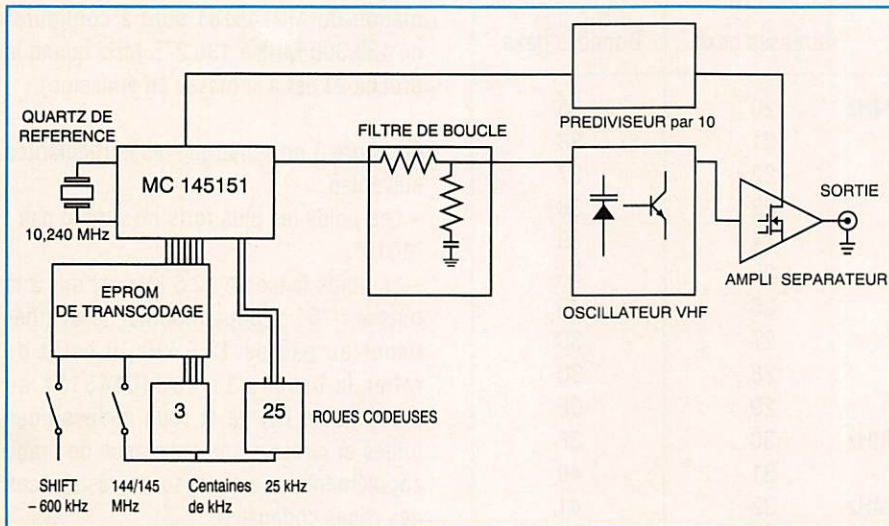 QUARTZ DE
REFERENCE
10,240 MHz
MC 145151
FILTRE DE BOUCLE
PREDIVISEUR par 10
SORTIE
AMPLI SEPARATEUR
OSCILLATEUR VHF
EPROM
DE TRANSCODAGE
3
25
ROUES CODEUSES
SHIFT
– 600 kHz
144/145
MHz
Centaines
de kHz
25 kHz